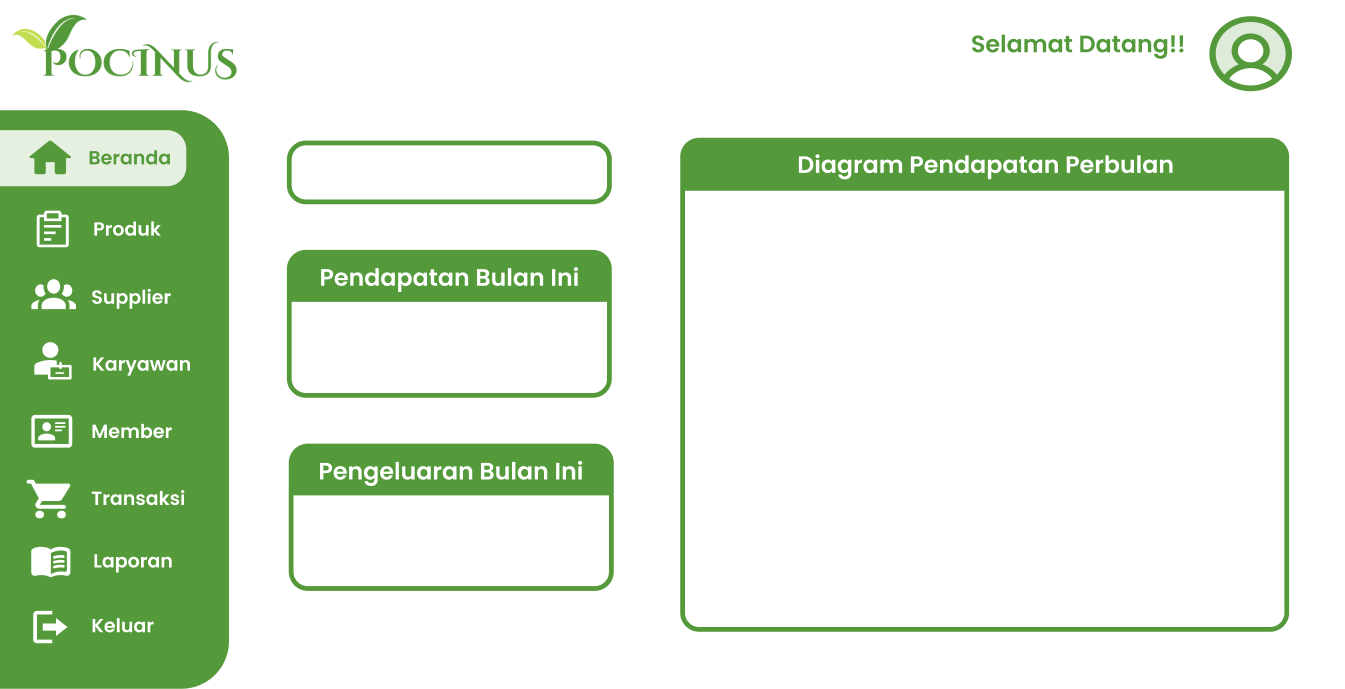 POCINUS
Selamat Datang!!
Beranda
Produk
Supplier
Karyawan
Member
Transaksi
Laporan
Keluar
Pendapatan Bulan Ini
Pengeluaran Bulan Ini
Diagram Pendapatan Perbulan